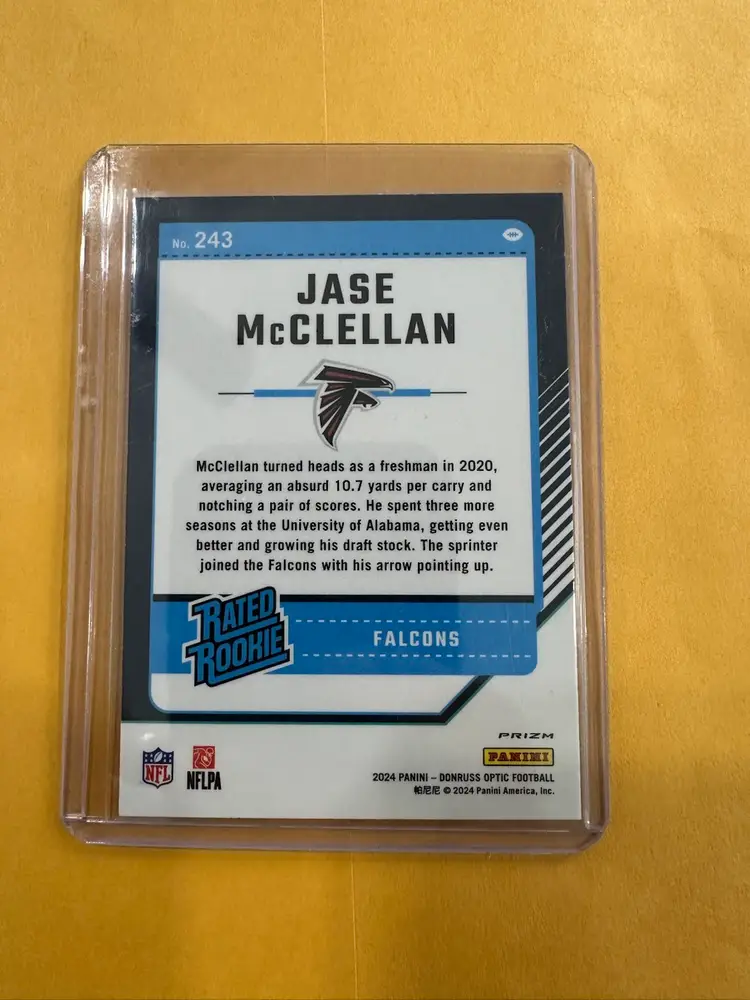 No. 243
JASE
McCLELLAN
McClellan turned heads as a freshman in 2020,
averaging an absurd 10.7 yards per carry and
notching a pair of scores. He spent three more
seasons at the University of Alabama, getting even
better and growing his draft stock. The sprinter
joined the Falcons with his arrow pointing up.
RATED
ROOKIE
FALCONS
PRIZM
PANINI
NFL
NFLPA
2024 PANINI – DONRUSS OPTIC FOOTBALL
帕尼尼 © 2024 Panini America, Inc.